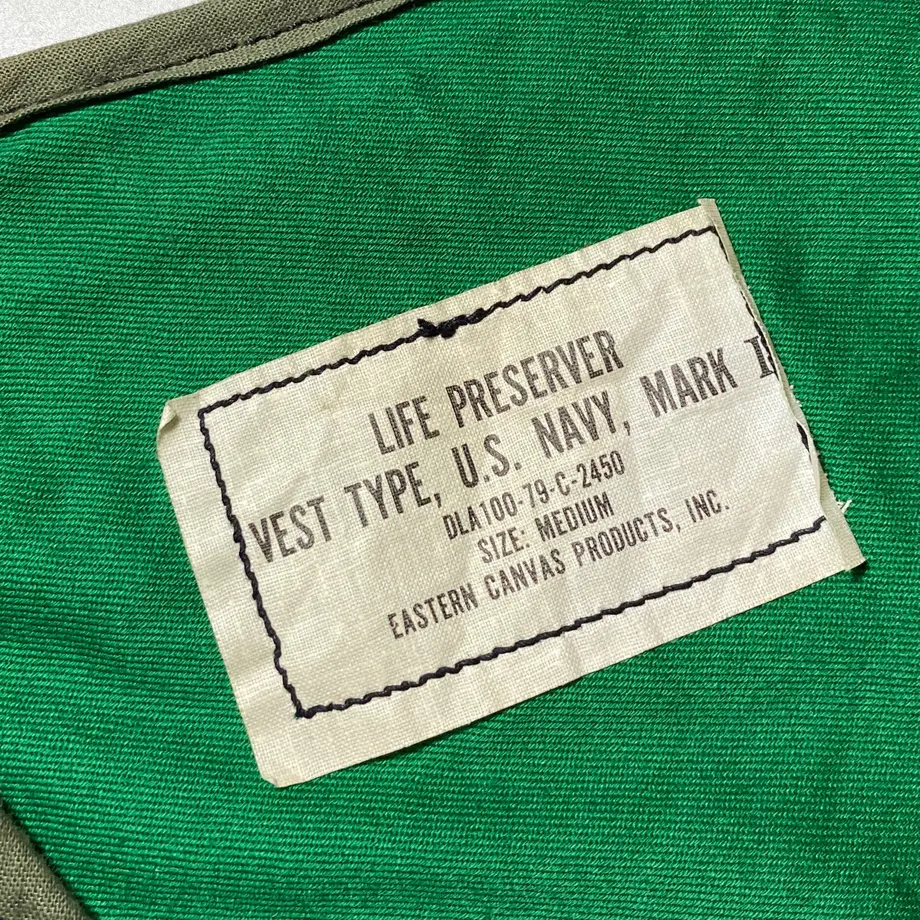 LIFE PRESERVER
VEST TYPE, U.S. NAVY, MARK I
DLA100-79-C-2450
SIZE: MEDIUM
EASTERN CANVAS PRODUCTS, INC.